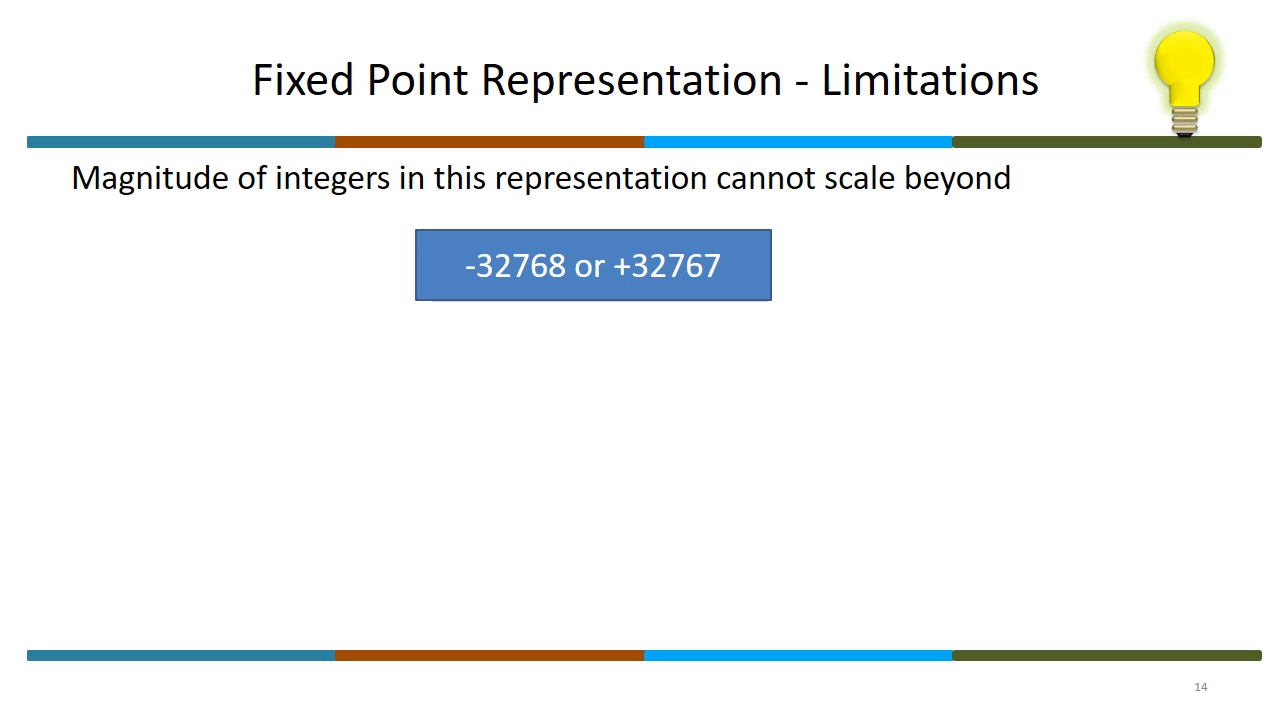 Fixed Point Representation - Limitations
Magnitude of integers in this representation cannot scale beyond
-32768 or +32767
14